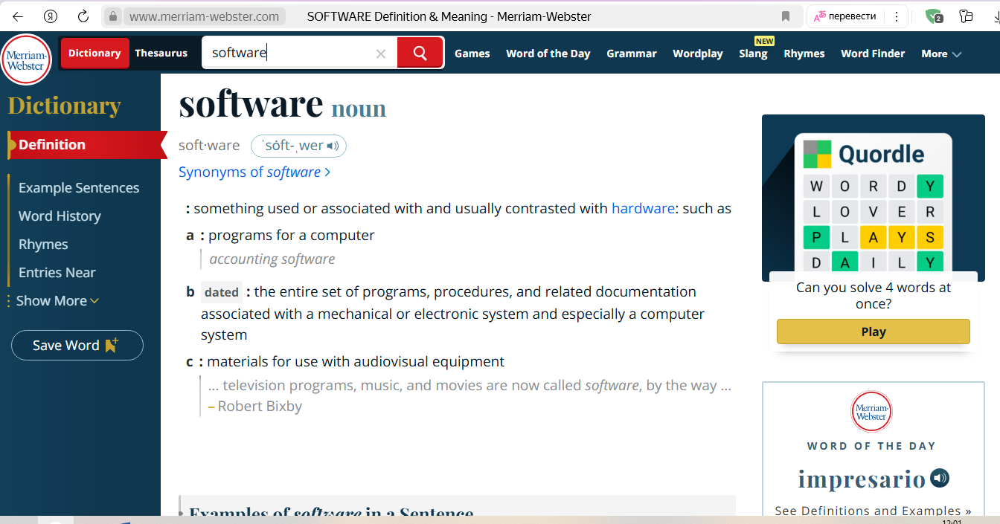 www.merriam-webster.com
SOFTWARE Definition & Meaning - Merriam-Webster
перевести
2
Merriam-
Webster
Dictionary
Thesaurus
software
Games
Word of the Day
Grammar
Wordplay
NEW
Slang
Rhymes
Word Finder
More
Dictionary
Definition
Example Sentences
Word History
Rhymes
Entries Near
Show More
Save Word
software noun
soft·ware ˈsȯft-ˌwer
Synonyms of software
: something used or associated with and usually contrasted with hardware: such as
a : programs for a computer
accounting software
b dated : the entire set of programs, procedures, and related documentation
associated with a mechanical or electronic system and especially a computer
system
c : materials for use with audiovisual equipment
... television programs, music, and movies are now called software, by the way ...
– Robert Bixby
Examples of software in a Sentence
Quordle
W O R D Y
L O V E R
P L A Y S
D A I L Y
Can you solve 4 words at
once?
Play
Merriam-
Webster
WORD OF THE DAY
impresario
See Definitions and Examples »
12:01